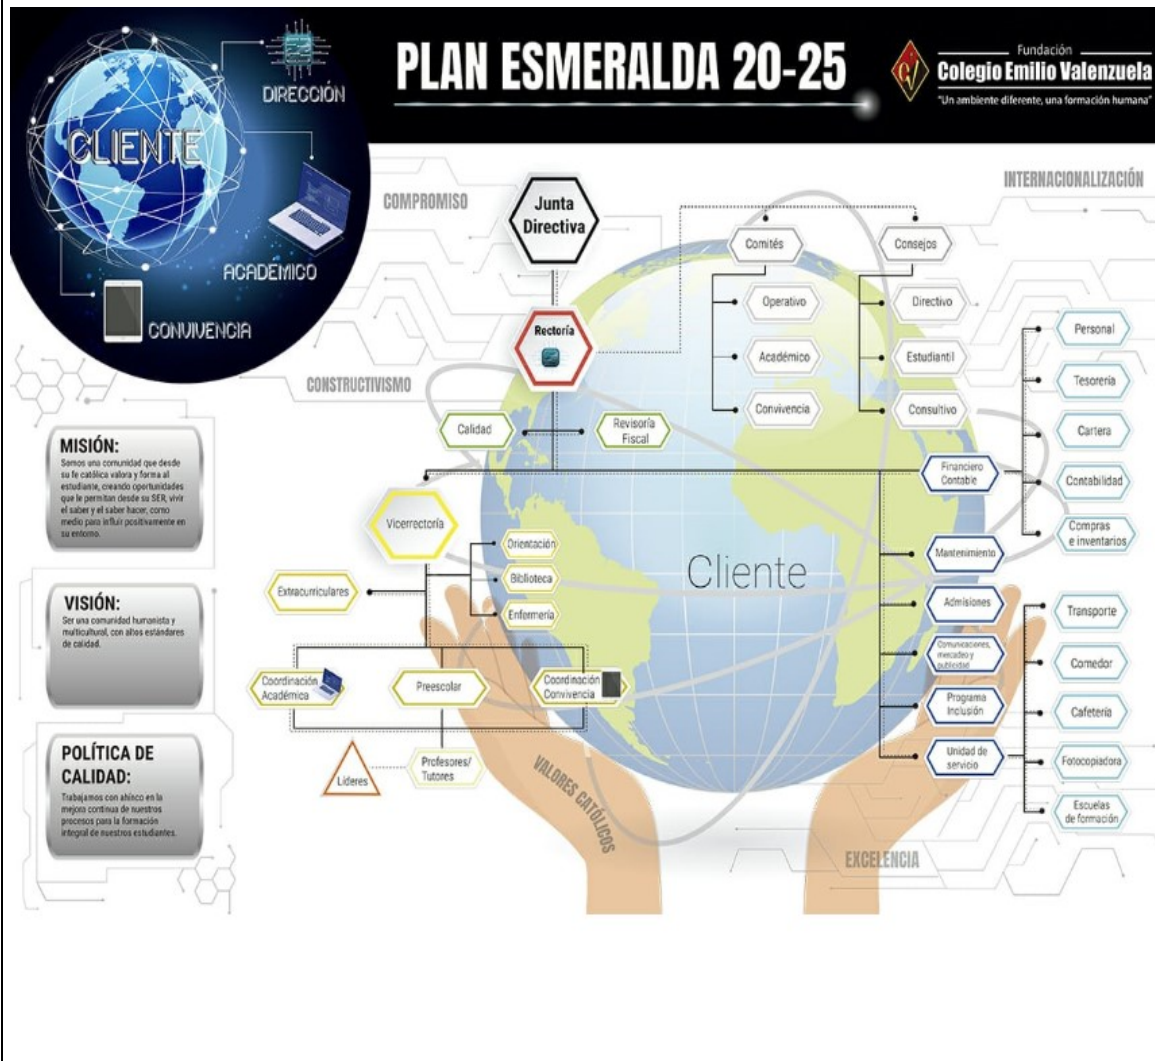 PLAN ESMERALDA 20-25
Fundación
Colegio Emilio Valenzuela
"Un ambiente diferente, una formación humana"
CLIENTE
DIRECCIÓN
ACADEMICO
CONVIVENCIA
COMPROMISO
INTERNACIONALIZACIÓN
CONSTRUCTIVISMO
Junta
Directiva
Rectoría
Comités
Operativo
Académico
Convivencia
Consejos
Directivo
Estudiantil
Consultivo
Calidad
Revisoría
Fiscal
Financiero
Contable
Personal
Tesorería
Cartera
Contabilidad
Compras
e inventarios
Vicerrectoría
Orientación
Biblioteca
Enfermería
Extracurriculares
Coordinación
Académica
Preescolar
Coordinación
Convivencia
Líderes
Profesores/
Tutores
Cliente
Mantenimiento
Admisiones
Comunicaciones,
mercadeo y
publicidad
Programa
Inclusión
Unidad de
servicio
Transporte
Comedor
Cafetería
Fotocopiadora
Escuelas
de formación
VALORES CATÓLICOS
EXCELENCIA
MISIÓN:
Somos una comunidad que desde
su fe católica valora y forma al
estudiante, creando oportunidades
que le permitan desde su SER, vivir
el saber y el saber hacer, como
medio para influir positivamente en
su entorno.
VISIÓN:
Ser una comunidad humanista y
multicultural, con altos estándares
de calidad.
POLÍTICA DE
CALIDAD:
Trabajamos con ahínco en la
mejora continua de nuestros
procesos para la formación
integral de nuestros estudiantes.